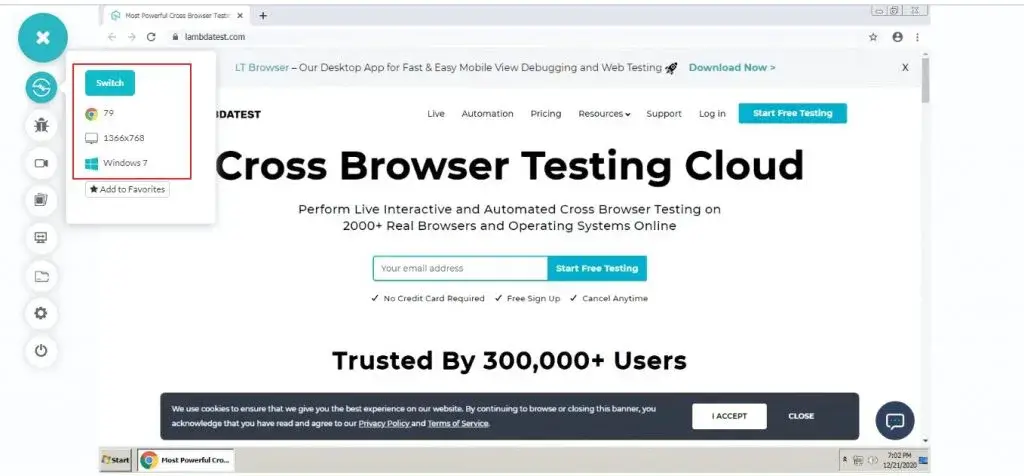 Most Powerful Cross Browser Testi
lambdatest.com
LT Browser – Our Desktop App for Fast & Easy Mobile View Debugging and Web Testing 🚀 Download Now >
X
Switch
79
1366x768
Windows 7
★ Add to Favorites
BDATEST
Live Automation Pricing Resources Support Log in Start Free Testing
Cross Browser Testing Cloud
Perform Live Interactive and Automated Cross Browser Testing on
2000+ Real Browsers and Operating Systems Online
Your email address Start Free Testing
✓ No Credit Card Required ✓ Free Sign Up ✓ Cancel Anytime
Trusted By 300,000+ Users
We use cookies to ensure that we give you the best experience on our website. By continuing to browse or closing this banner, you
acknowledge that you have read and agree to our Privacy Policy and Terms of Service.
I ACCEPT CLOSE
Start Most Powerful Cro...
7:02 PM
12/21/2020